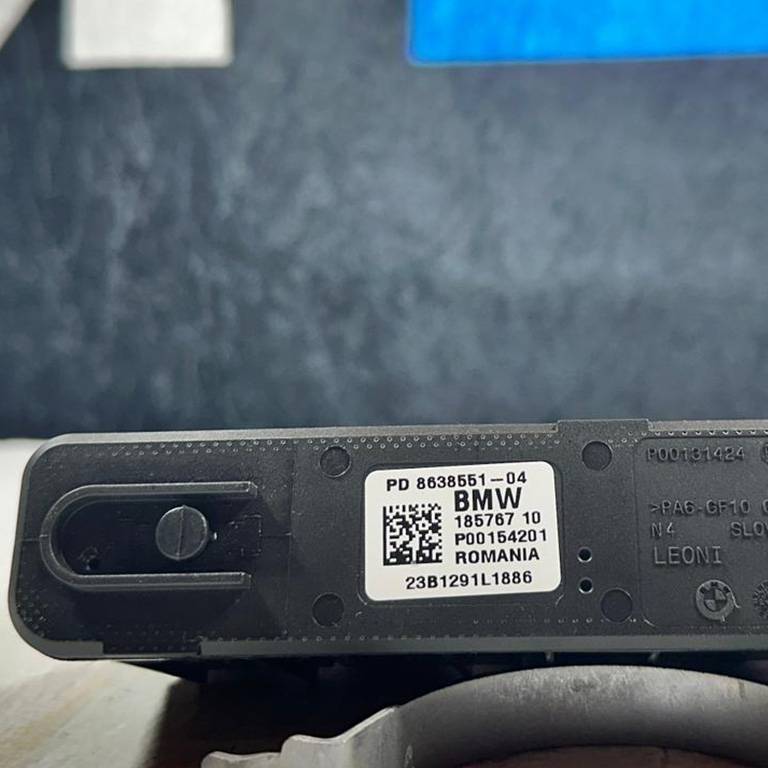 PD 8638551-04
BMW
185767 10
P00154201
ROMANIA
23B1291L1886
P00131424
>PA6-GF10
N4
LEONI